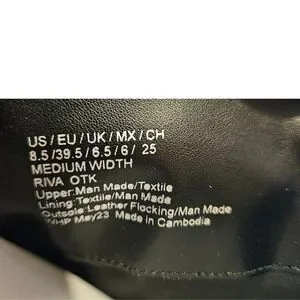 US/EU/UK/MX/CH
8.5/39.5/6.5/6/ 25
MEDIUM WIDTH
RIVA OTK
Upper:Man Made/Textile
Lining:Textile/Man Made
Outsole:Leather Flocking/Man Made
WHP May23 Made in Cambodia